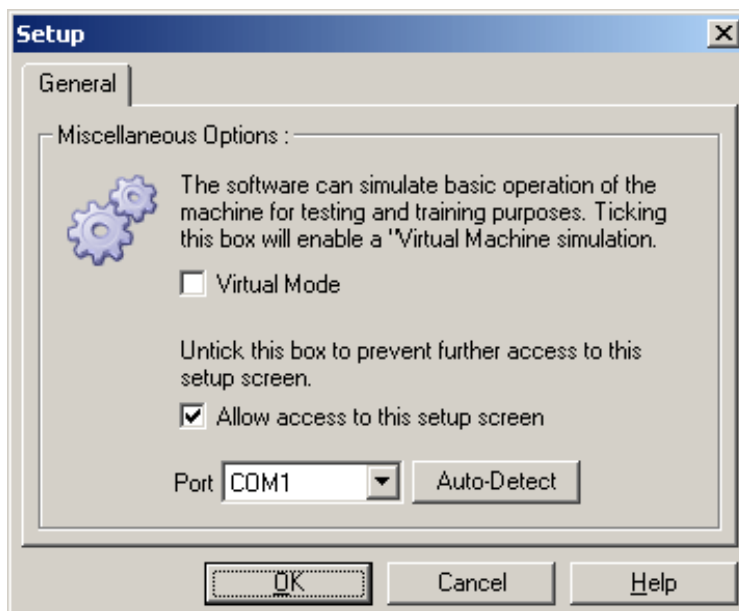 Setup
General
Miscellaneous Options :
The software can simulate basic operation of the
machine for testing and training purposes. Ticking
this box will enable a "Virtual Machine simulation.
Virtual Mode
Untick this box to prevent further access to this
setup screen.
Allow access to this setup screen
Port COM1 Auto-Detect
OK Cancel Help